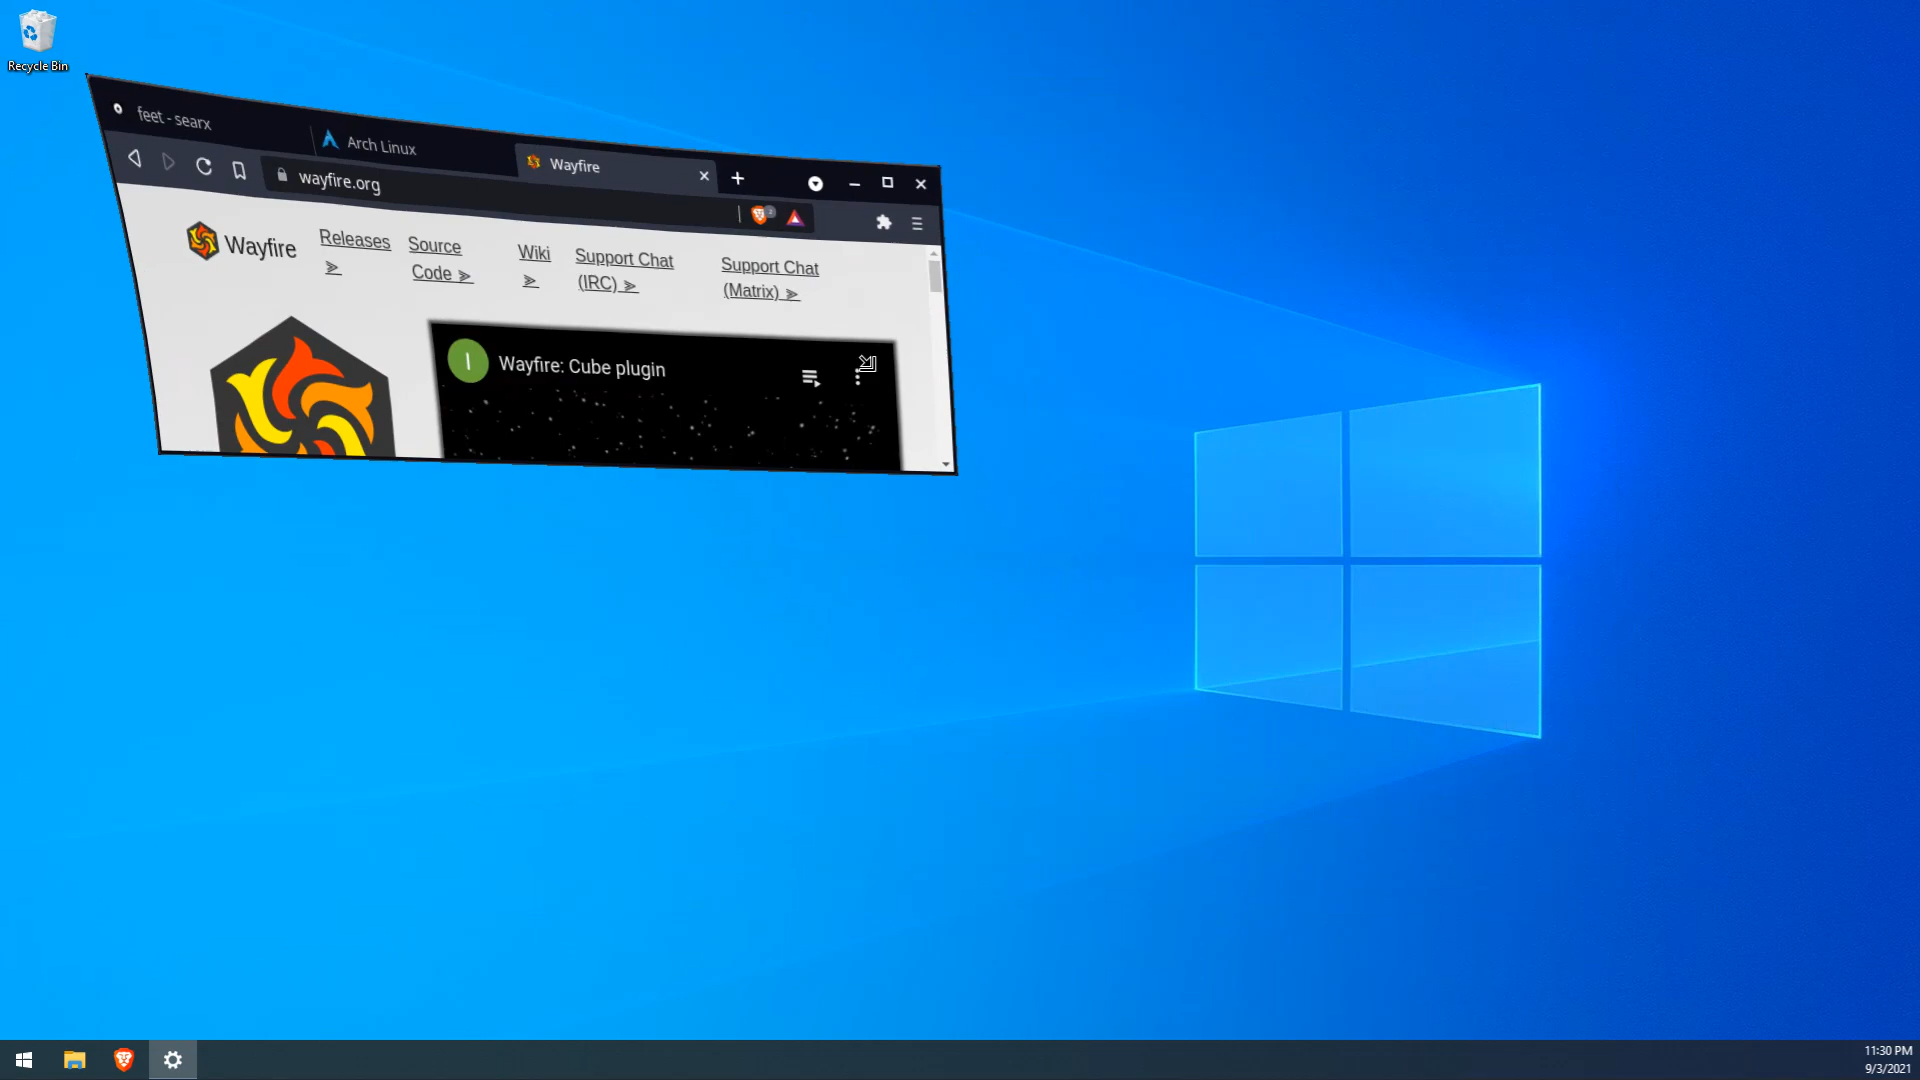 Recycle Bin
feet - searx
Arch Linux
Wayfire
wayfire.org
Wayfire
Releases
⪢
Source
Code ⪢
Wiki
⪢
Support Chat
(IRC) ⪢
Support Chat
(Matrix) ⪢
I
Wayfire: Cube plugin
11:30 PM
9/3/2021